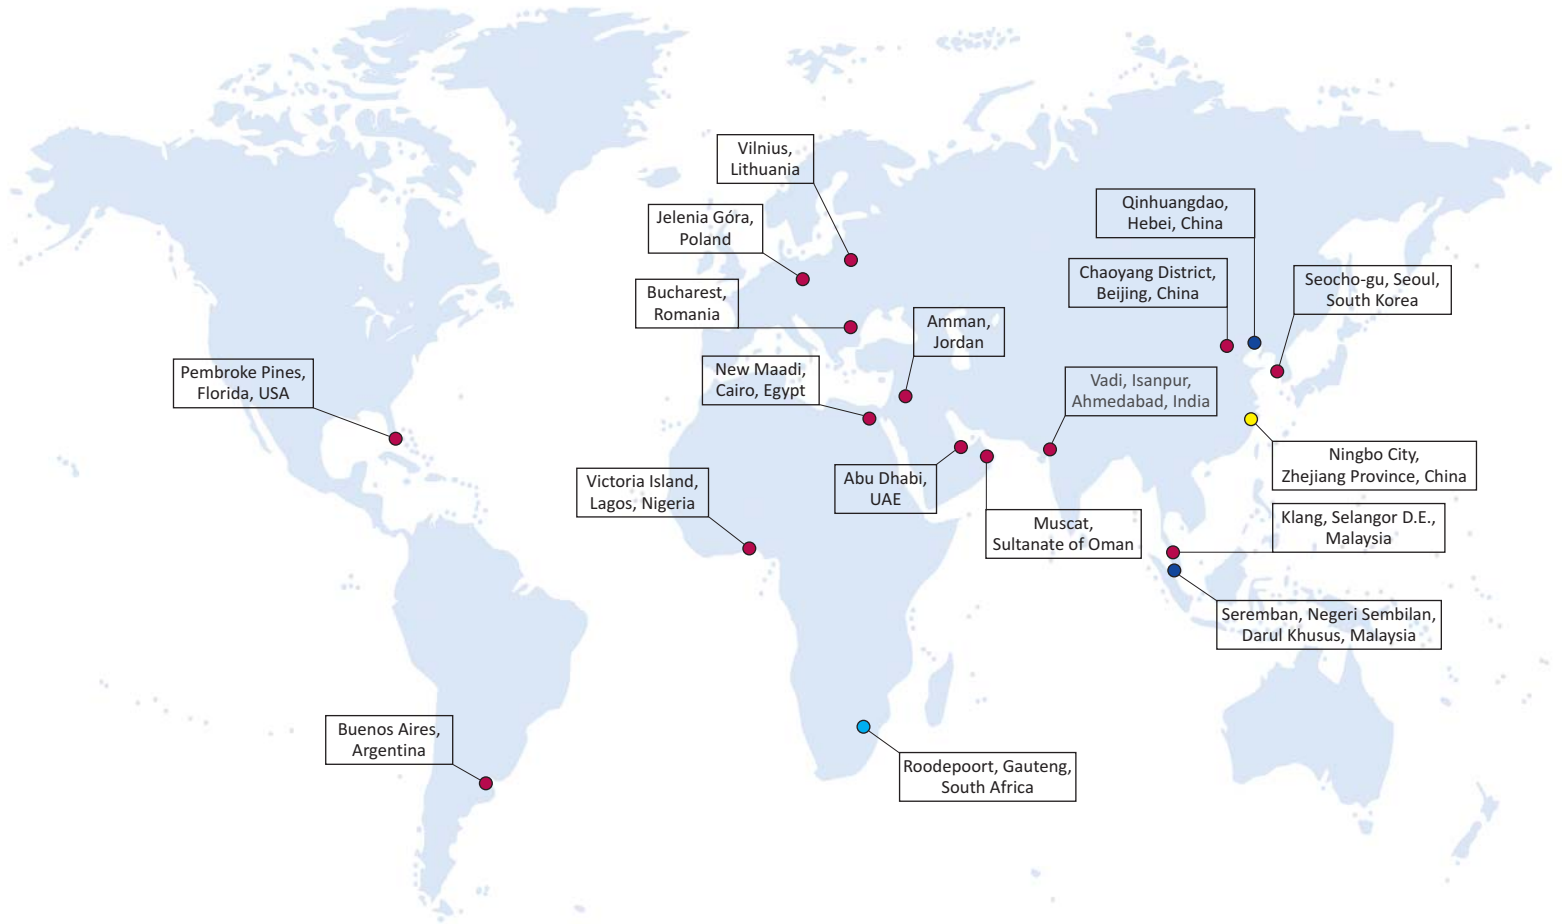 Vilnius,
Lithuania
Qinhuangdao,
Hebei, China
Jelenia Góra,
Poland
Chaoyang District,
Beijing, China
Seocho-gu, Seoul,
South Korea
Bucharest,
Romania
Amman,
Jordan
New Maadi,
Cairo, Egypt
Pembroke Pines,
Florida, USA
Vadi, Isanpur,
Ahmedabad, India
Ningbo City,
Zhejiang Province, China
Victoria Island,
Lagos, Nigeria
Abu Dhabi,
UAE
Muscat,
Sultanate of Oman
Klang, Selangor D.E.,
Malaysia
Seremban, Negeri Sembilan,
Darul Khusus, Malaysia
Buenos Aires,
Argentina
Roodepoort, Gauteng,
South Africa